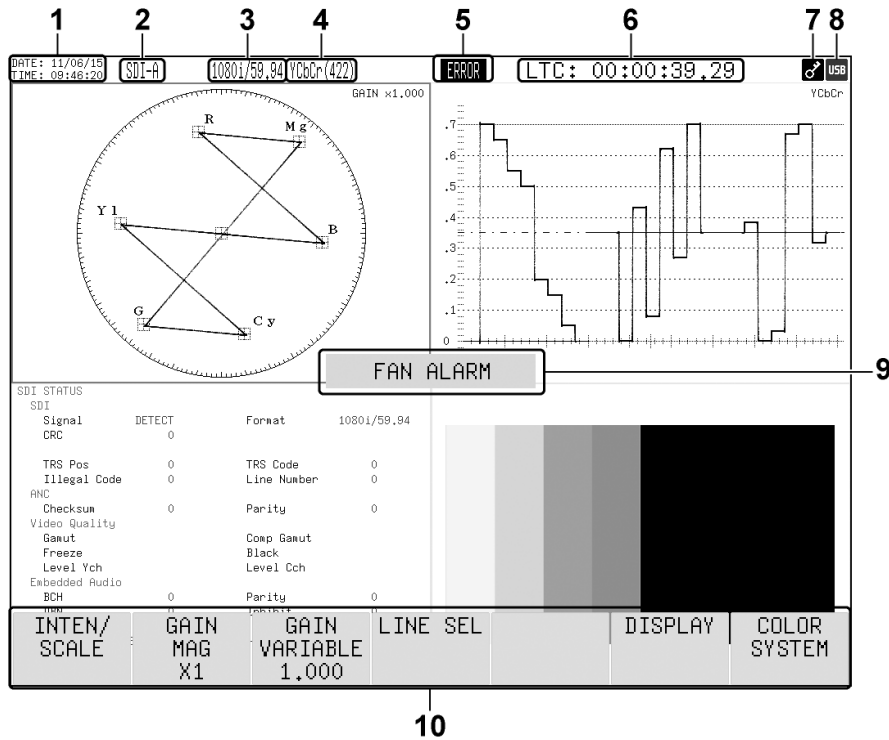 1 2 3 4 5 6 7 8
DATE: 11/06/15
TIME: 09:46:20
SDI-A
1080i/59.94
YCbCr(422)
ERROR
LTC: 00:00:39.29
USB
GAIN x1.000
R
Mg
Yl
B
G
Cy
YCbCr
.7
.6
.5
.4
.3
.2
.1
0
FAN ALARM
9
SDI STATUS
SDI
Signal DETECT Format 1080i/59.94
CRC 0
TRS Pos 0 TRS Code 0
Illegal Code 0 Line Number 0
ANC
Checksum 0 Parity 0
Video Quality
Gamut Comp Gamut
Freeze Black
Level Ych Level Cch
Embedded Audio
BCH 0 Parity 0
INTEN/
SCALE
GAIN
MAG
X1
GAIN
VARIABLE
1.000
LINE SEL
DISPLAY
COLOR
SYSTEM
10